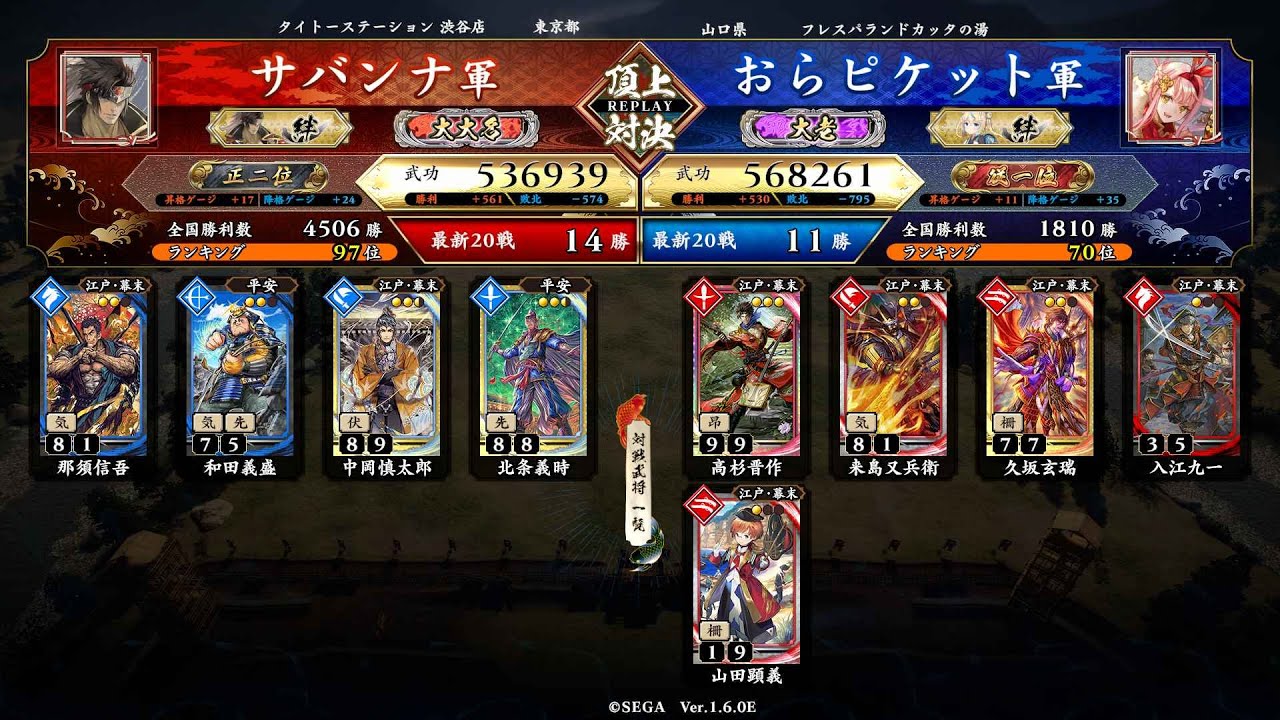 タイトーステーション 渋谷店 東京都 山口県 フレスパランドカッタの湯
サバンナ軍 頂上 REPLAY 対決 おらピケット軍
絆 大大名 大老 絆
正二位 武功 536939 武功 568261 従一位
昇格ゲージ +17 降格ゲージ +24 勝利 +561 敗北 -574 勝利 +530 敗北 -795 昇格ゲージ +11 降格ゲージ +35
全国勝利数 4506勝 最新20戦 14勝 最新20戦 11勝 全国勝利数 1810勝
ランキング 97位 ランキング 70位
江戸・幕末 平安 江戸・幕末 平安 江戸・幕末 江戸・幕末 江戸・幕末 江戸・幕末
気 気 先 伏 先 昂 気 柵
8 1 7 5 8 9 8 8 9 9 8 1 7 7 3 5
那須信吾 和田義盛 中岡慎太郎 北条義時 高杉晋作 来島又兵衛 久坂玄瑞 入江九一
対戦武将一覧
江戸・幕末
柵
1 9
山田顕義
©SEGA Ver.1.6.0E